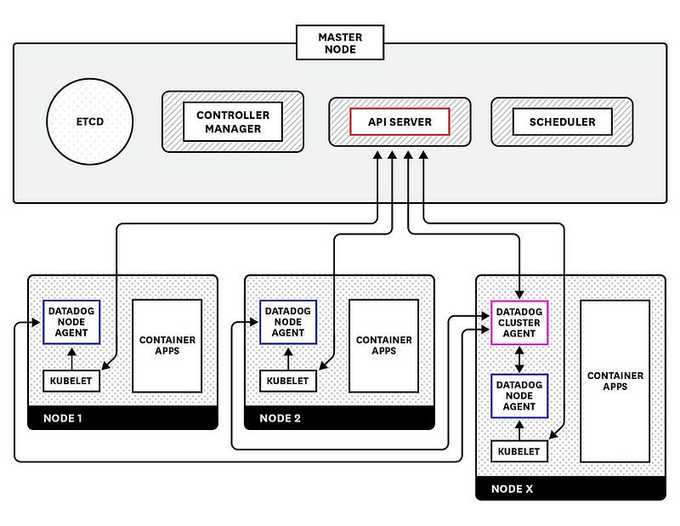 MASTER
NODE
ETCD
CONTROLLER
MANAGER
API SERVER
SCHEDULER
DATADOG
NODE
AGENT
CONTAINER
APPS
KUBELET
NODE 1
DATADOG
NODE
AGENT
CONTAINER
APPS
KUBELET
NODE 2
DATADOG
CLUSTER
AGENT
DATADOG
NODE
AGENT
CONTAINER
APPS
KUBELET
NODE X